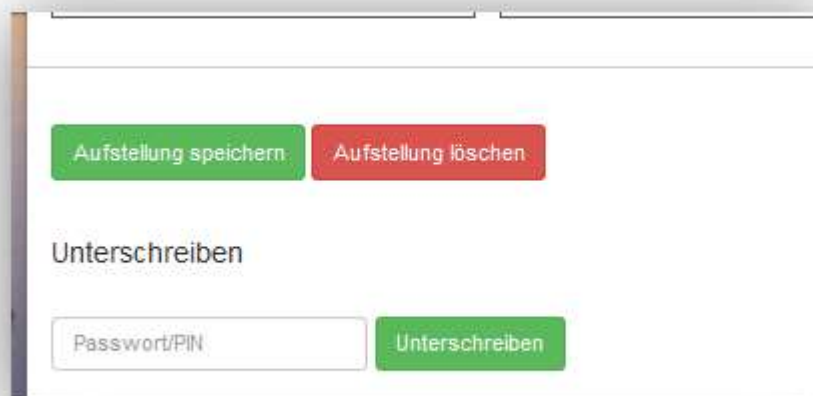 Aufstellung speichern Aufstellung löschen
Unterschreiben
Passwort/PIN Unterschreiben